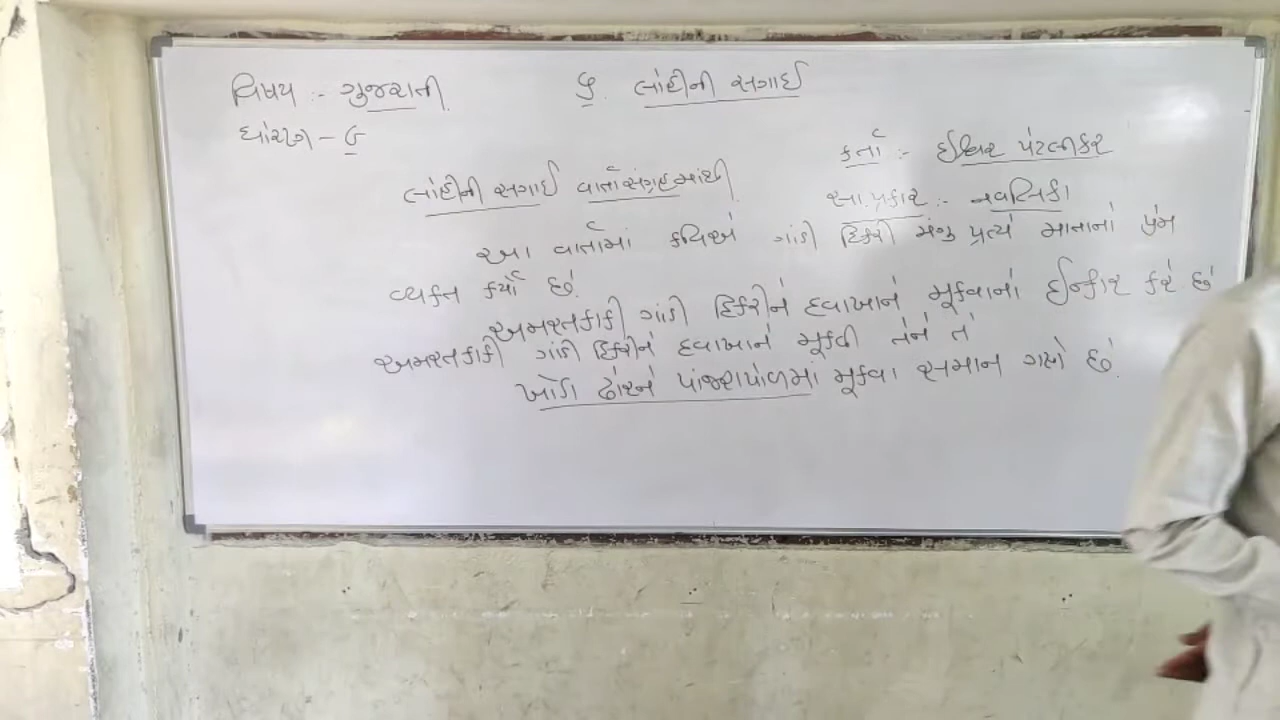 વિષય :- ગુજરાતી.
૬. લોહીની સગાઈ
ધોરણ - ૯
કર્તા :- ઈશ્વર પેટલીકર
લોહીની સગાઈ વાર્તાસંગ્રહમાંથી
સા.પ્રકાર :- નવલિકા
આ વાર્તામાં કવિએ ગાંડી દિકરી મંગુ પ્રત્યે માતાનો પ્રેમ
વ્યક્ત કર્યો છે.
અમરતકાકી ગાંડી દિકરીને દવાખાને મૂકવાનો ઈન્કાર કરે છે
અમરતકાકી ગાંડી દિકરીને દવાખાને મૂકવી તેને તે
ખોડાં ઢોરને પાંજરાપોળમાં મૂકવા સમાન ગણે છે.